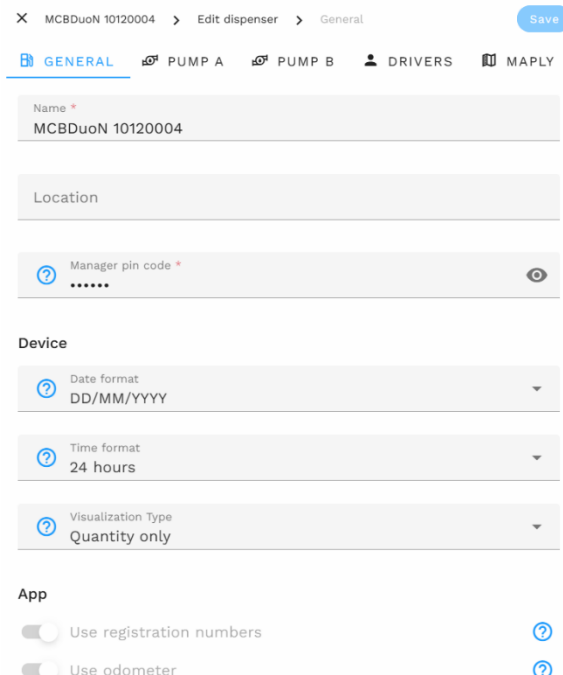 MCBDuoN 10120004 > Edit dispenser > General
Save
GENERAL PUMP A PUMP B DRIVERS MAPLY
Name *
MCBDuoN 10120004
Location
Manager pin code *
••••••
Device
Date format
DD/MM/YYYY
Time format
24 hours
Visualization Type
Quantity only
App
Use registration numbers
Use odometer